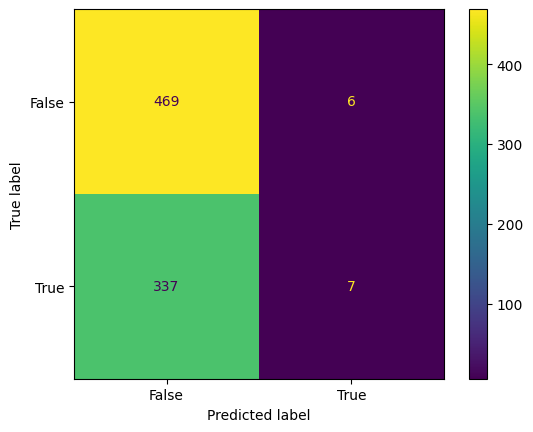 False
469
6
True
337
7
False
True
Predicted label
True label
400
300
200
100